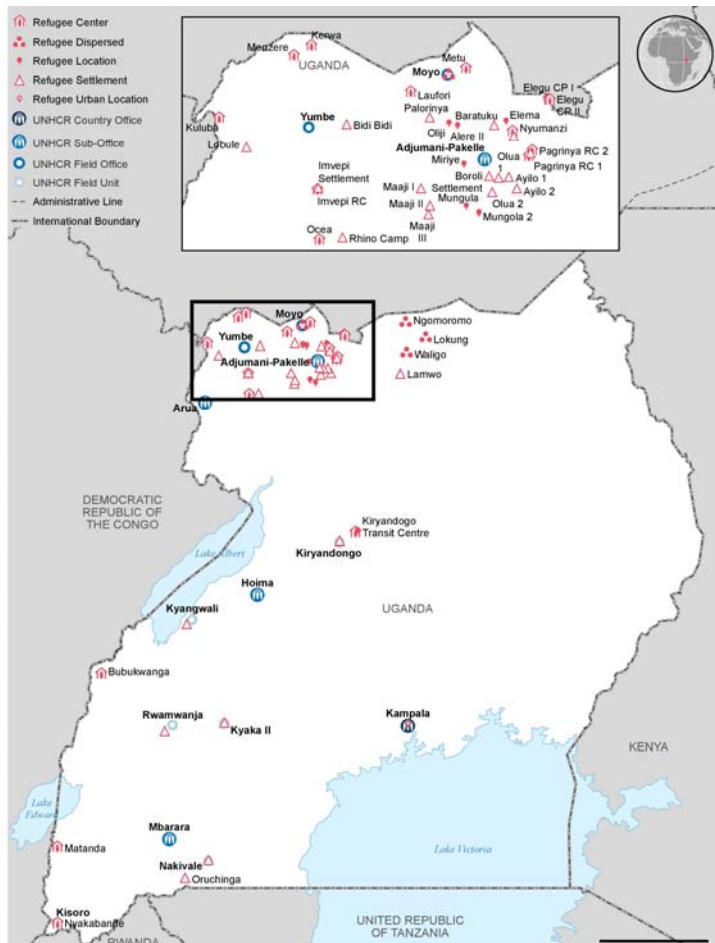 Refugee Center
Refugee Dispersed
Refugee Location
Refugee Settlement
Refugee Urban Location
UNHCR Country Office
UNHCR Sub-Office
UNHCR Field Office
UNHCR Field Unit
Administrative Line
International Boundary
Kerwa
Menzere
UGANDA
Metu
Moyo
Laufori
Elegu CP I
Elegu
CP II
Kuluba
Yumbe
Bidi Bidi
Lobule
Palorinya
Baratuku
Elema
Oliji
Alere II
Nyumanzi
Adjumani-Pakelle
Miriye
Olua
1
Pagrinya RC 2
Pagrinya RC 1
Imvepi
Settlement
Imvepi RC
Maaji I
Boroli
Settlement
Ayilo 1
Ayilo 2
Maaji II
Mungula
Olua 2
Mungola 2
Maaji
III
Ocea
Rhino Camp
Moyo
Yumbe
Adjumani-Pakelle
Ngomoromo
Lokung
Waligo
Lamwo
Arua
DEMOCRATIC
REPUBLIC OF
THE CONGO
Lake Albert
Kiryandogo
Transit Centre
Kiryandongo
Hoima
UGANDA
Kyangwali
Bubukwanga
Rwamwanja
Kyaka II
Kampala
KENYA
Lake
Edward
Mbarara
Matanda
Nakivale
Oruchinga
Lake Victoria
Kisoro
Nyakabande
RWANDA
UNITED REPUBLIC
OF TANZANIA